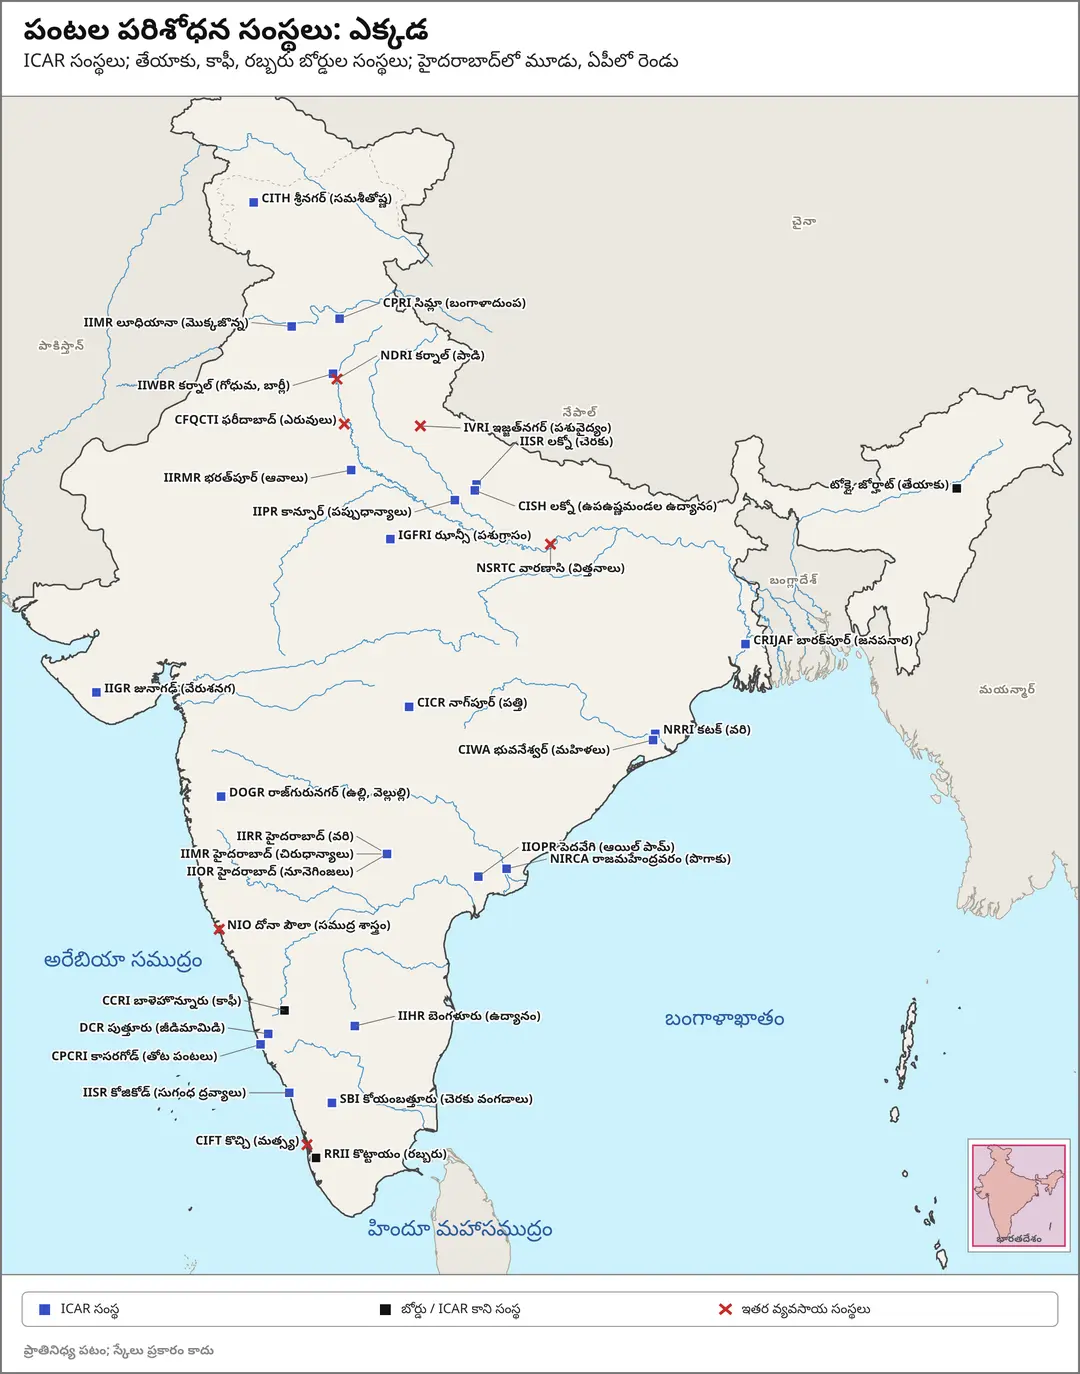 పంటల పరిశోధన సంస్థలు: ఎక్కడ
ICAR సంస్థలు; తేయాకు, కాఫీ, రబ్బరు బోర్డుల సంస్థలు; హైదరాబాద్‌లో మూడు, ఏపీలో రెండు
CITH శ్రీనగర్ (సమశీతోష్ణ)
చైనా
CPRI సిమ్లా (బంగాళాదుంప)
IIMR లూధియానా (మొక్కజొన్న)
పాకిస్తాన్
NDRI కర్నాల్ (పాడి)
IIWBR కర్నాల్ (గోధుమ, బార్లీ)
నేపాల్
CFQCTI ఫరీదాబాద్ (ఎరువులు)
IVRI ఇజ్జత్‌నగర్ (పశువైద్యం)
IISR లక్నో (చెరకు)
IIRMR భరత్‌పూర్ (ఆవాలు)
టోక్లై, జోర్హాట్ (తేయాకు)
CISH లక్నో (ఉపఉష్ణమండల ఉద్యానం)
IIPR కాన్పూర్ (పప్పుధాన్యాలు)
IGFRI ఝాన్సీ (పశుగ్రాసం)
NSRTC వారణాసి (విత్తనాలు)
బంగ్లాదేశ్
CRIJAF బారక్‌పూర్ (జనపనార)
IIGR జునాగఢ్ (వేరుశనగ)
మయన్మార్
CICR నాగ్‌పూర్ (పత్తి)
NRRI కటక్ (వరి)
CIWA భువనేశ్వర్ (మహిళలు)
DOGR రాజ్‌గురునగర్ (ఉల్లి, వెల్లుల్లి)
IIRR హైదరాబాద్ (వరి)
IIMR హైదరాబాద్ (చిరుధాన్యాలు)
IIOR హైదరాబాద్ (నూనెగింజలు)
IIOPR పెదవేగి (ఆయిల్ పామ్)
NIRCA రాజమహేంద్రవరం (పొగాకు)
NIO దోనా పౌలా (సముద్ర శాస్త్రం)
అరేబియా సముద్రం
CCRI బాళెహొన్నూరు (కాఫీ)
IIHR బెంగళూరు (ఉద్యానం)
బంగాళాఖాతం
DCR పుత్తూరు (జీడిమామిడి)
CPCRI కాసరగోడ్ (తోట పంటలు)
IISR కోజికోడ్ (సుగంధ ద్రవ్యాలు)
SBI కోయంబత్తూరు (చెరకు వంగడాలు)
CIFT కొచ్చి (మత్స్య)
RRII కొట్టాయం (రబ్బరు)
హిందూ మహాసముద్రం
భారతదేశం
ICAR సంస్థ
బోర్డు / ICAR కాని సంస్థ
ఇతర వ్యవసాయ సంస్థలు
ప్రాతినిధ్య పటం; స్కేలు ప్రకారం కాదు